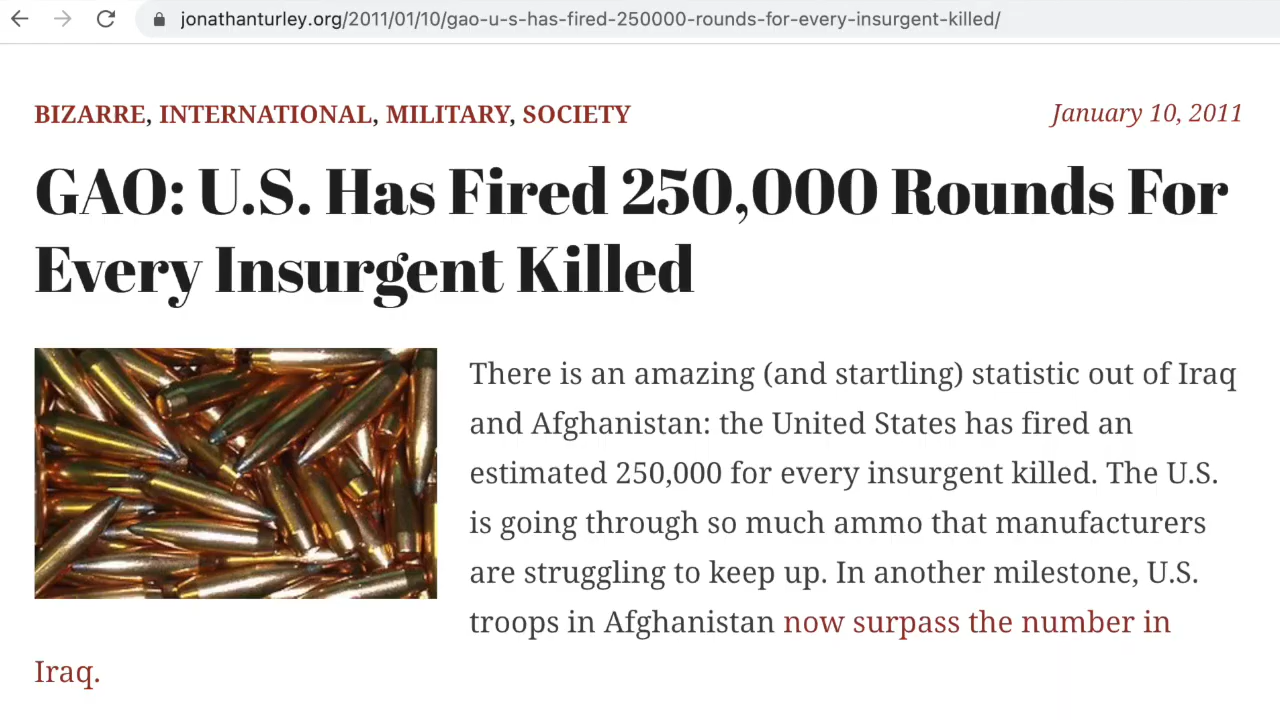 jonathanturley.org/2011/01/10/gao-u-s-has-fired-250000-rounds-for-every-insurgent-killed/
BIZARRE, INTERNATIONAL, MILITARY, SOCIETY
January 10, 2011
GAO: U.S. Has Fired 250,000 Rounds For
Every Insurgent Killed
There is an amazing (and startling) statistic out of Iraq
and Afghanistan: the United States has fired an
estimated 250,000 for every insurgent killed. The U.S.
is going through so much ammo that manufacturers
are struggling to keep up. In another milestone, U.S.
troops in Afghanistan now surpass the number in
Iraq.